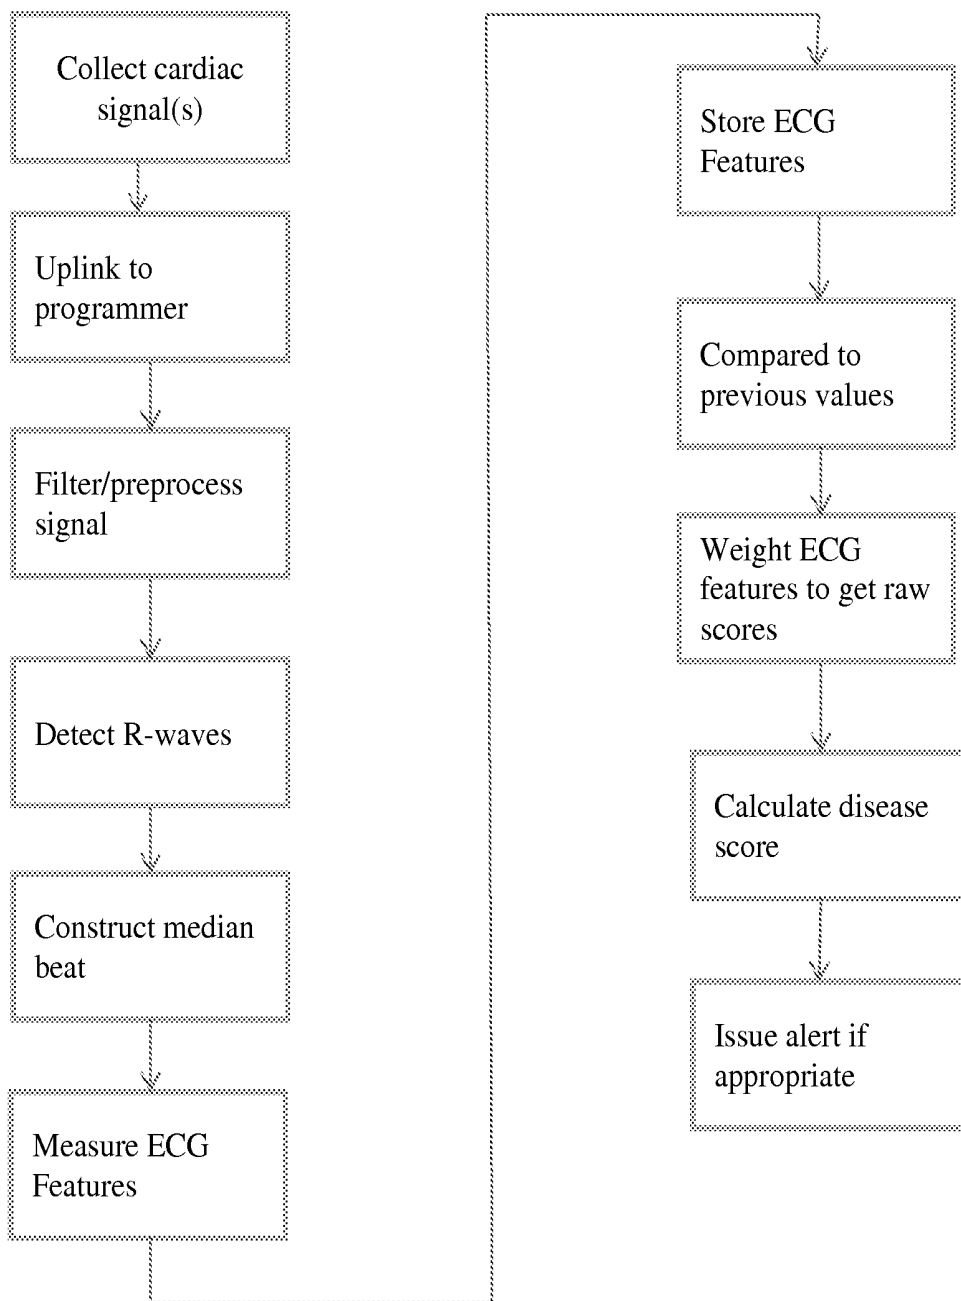 Collect cardiac
signal(s)
Uplink to
programmer
Filter/preprocess
signal
Detect R-waves
Construct median
beat
Measure ECG
Features
Store ECG
Features
Compared to
previous values
Weight ECG
features to get raw
scores
Calculate disease
score
Issue alert if
appropriate